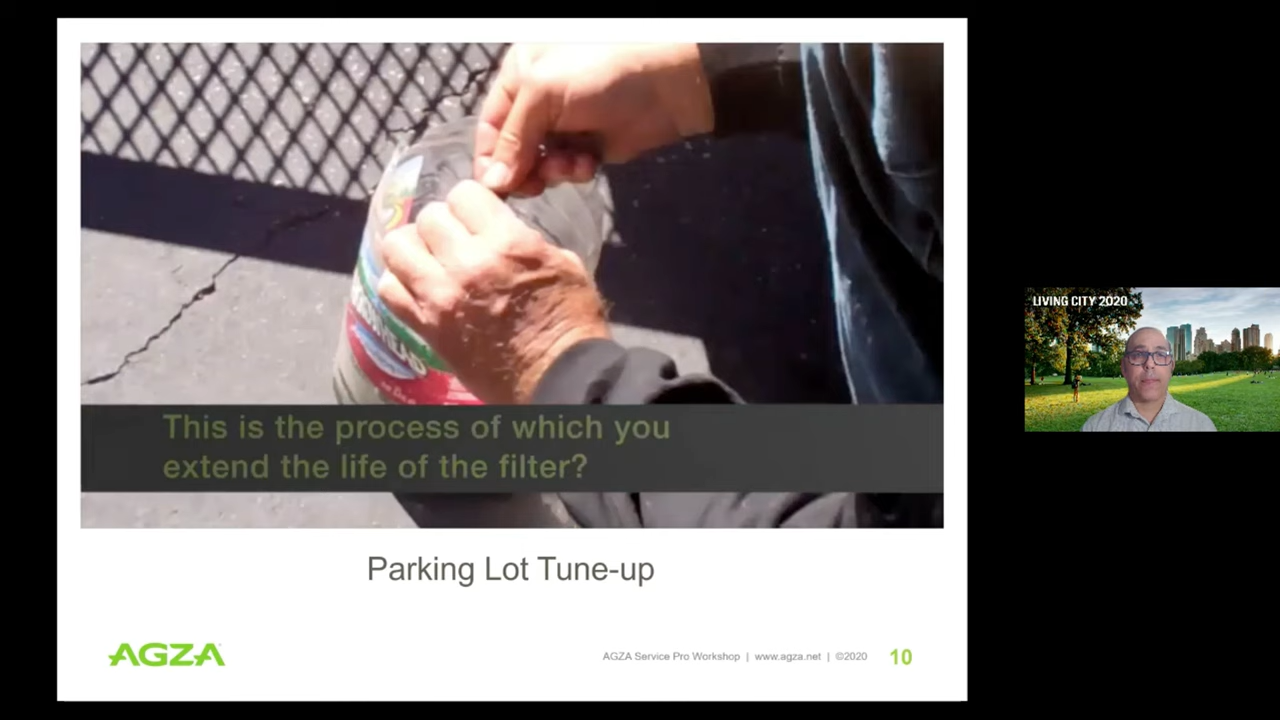 This is the process of which you
extend the life of the filter?
Parking Lot Tune-up
AGZA
AGZA Service Pro Workshop | www.agza.net | ©2020
10
LIVING CITY 2020